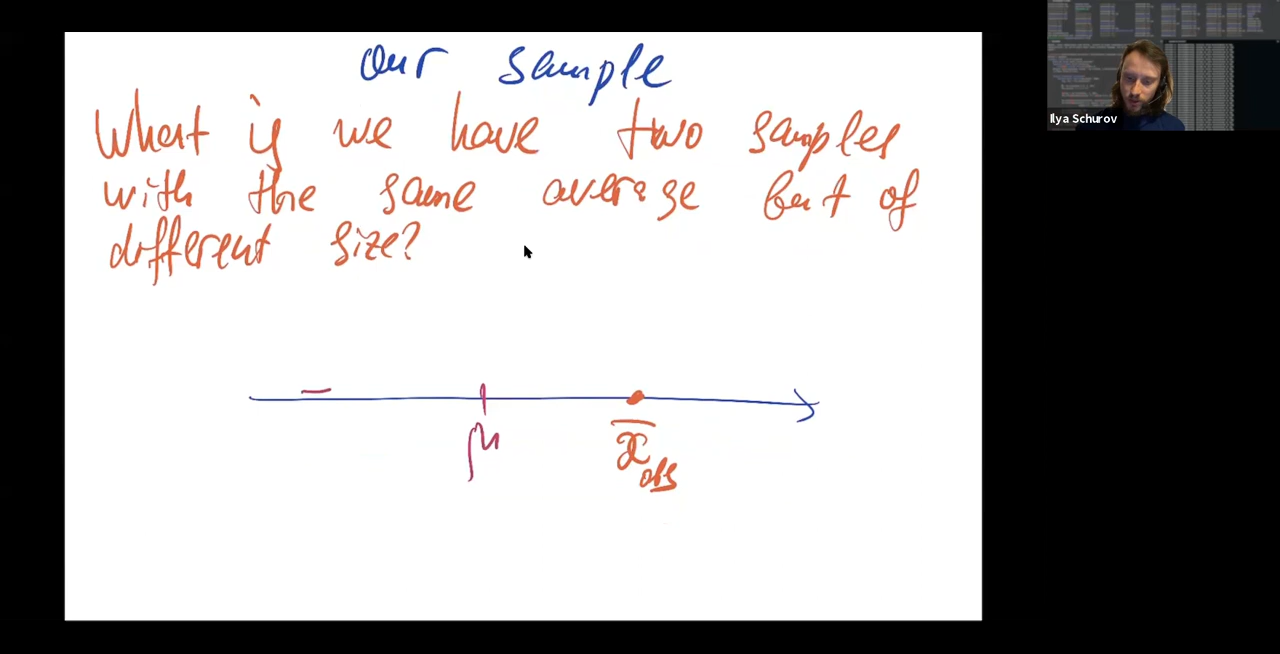 our sample
What if we have two samples
with the same average but of
different size?
μ
x̄obs
Ilya Schurov